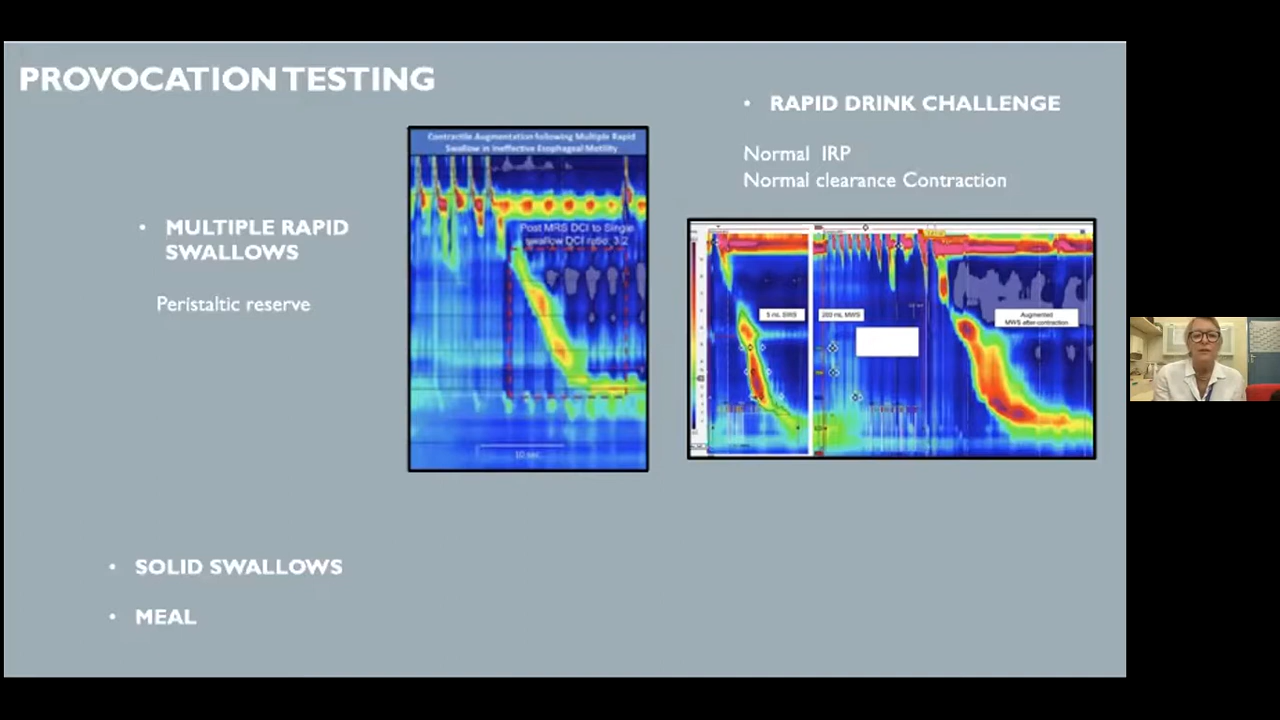 PROVOCATION TESTING
• MULTIPLE RAPID
SWALLOWS
Peristaltic reserve
Contractile Augmentation following Multiple Rapid
Swallow in Ineffective Esophageal Motility
Post MRS DCI to Single
swallow DCI ratio: 3.2
10 sec
• RAPID DRINK CHALLENGE
Normal IRP
Normal clearance Contraction
5 mL SWS
200 mL MWS
Augmented
MWS after-contraction
• SOLID SWALLOWS
• MEAL